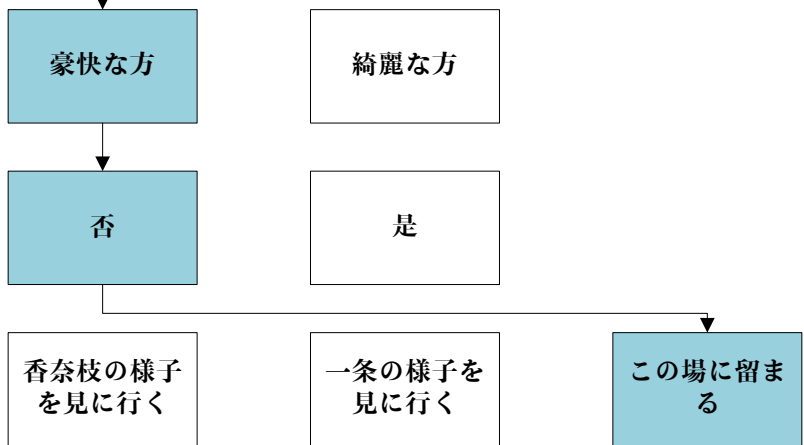 豪快な方
綺麗な方
否
是
香奈枝の様子
を見に行く
一条の様子を
見に行く
この場に留ま
る